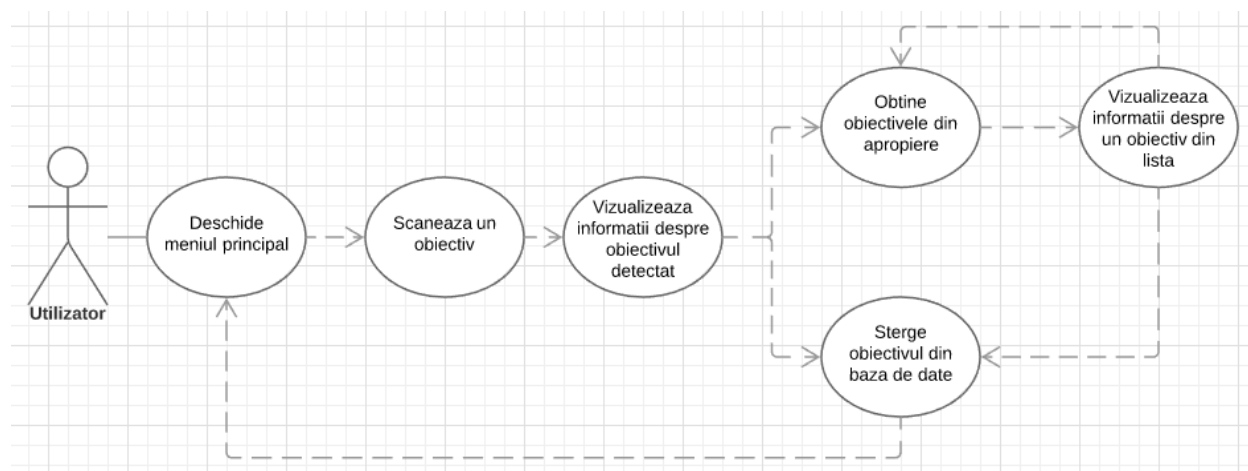 Utilizator
Deschide
meniul principal
Scaneaza un
obiectiv
Vizualizeaza
informatii despre
obiectivul
detectat
Obtine
obiectivele din
apropiere
Vizualizeaza
informatii despre
un obiectiv din
lista
Sterge
obiectivul din
baza de date